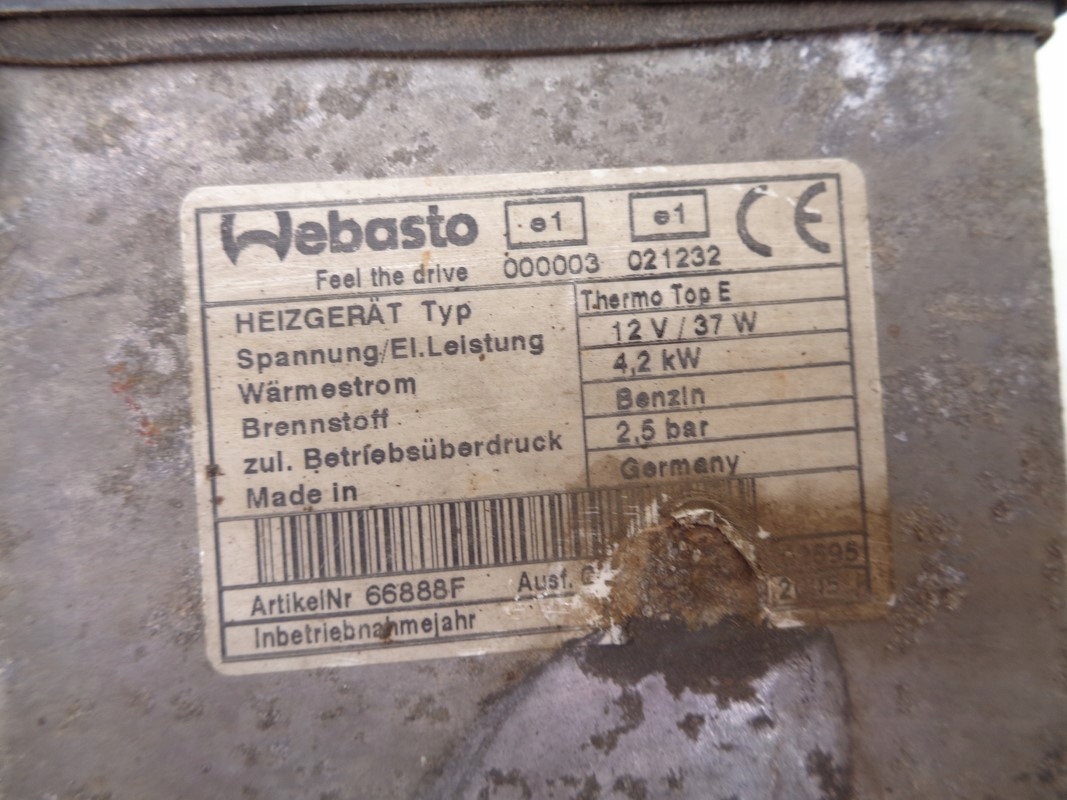 Webasto e1 e1 CE
Feel the drive 000003 021232
HEIZGERÄT Typ Thermo Top E
Spannung/El.Leistung 12 V / 37 W
Wärmestrom 4,2 kW
Brennstoff Benzin
zul. Betriebsüberdruck 2,5 bar
Made in Germany
ArtikelNr 66888F Ausf.
Inbetriebnahmejahr